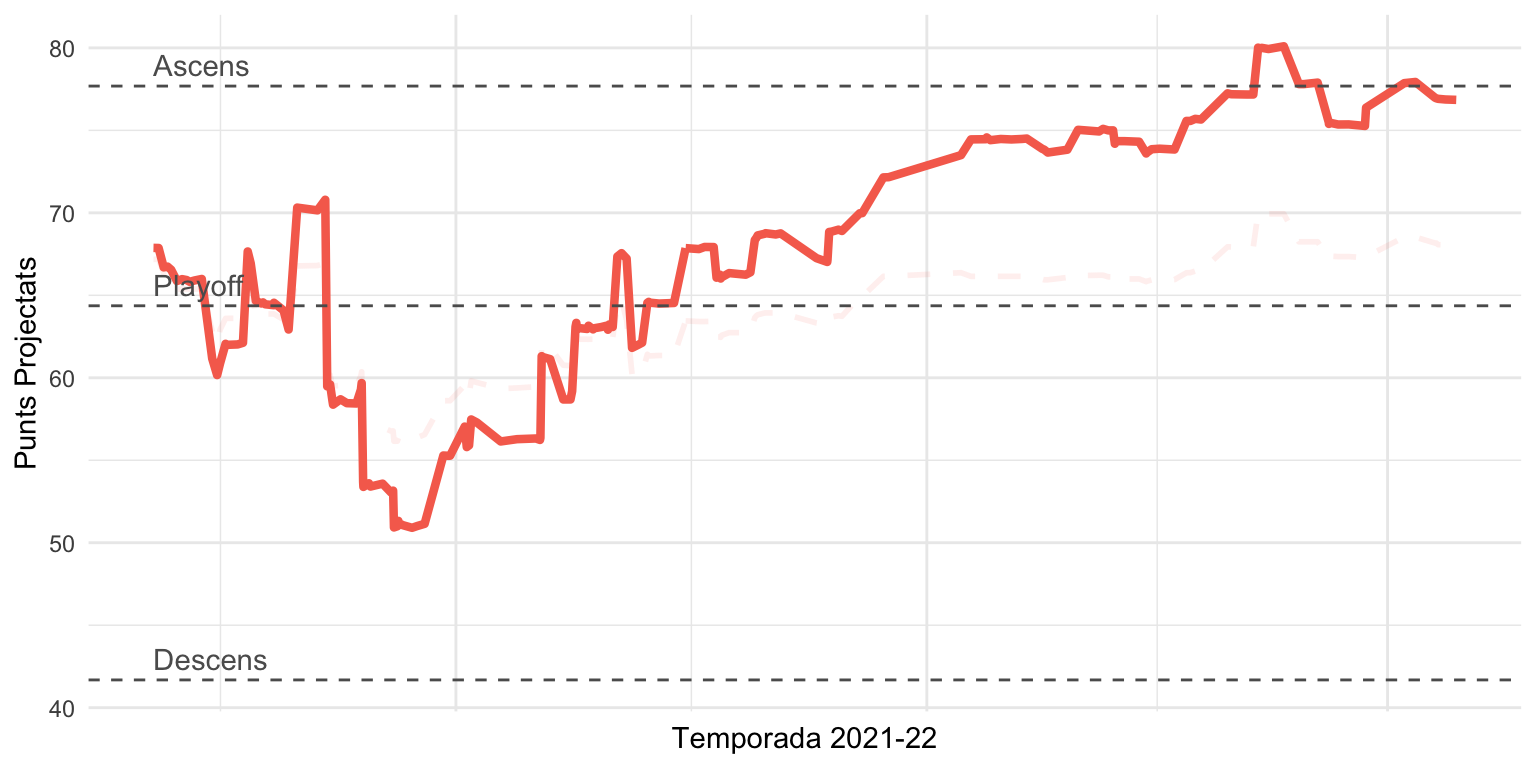 80
Ascens
70
Playoff
60
50
Descens
40
Punts Projectats
Temporada 2021-22